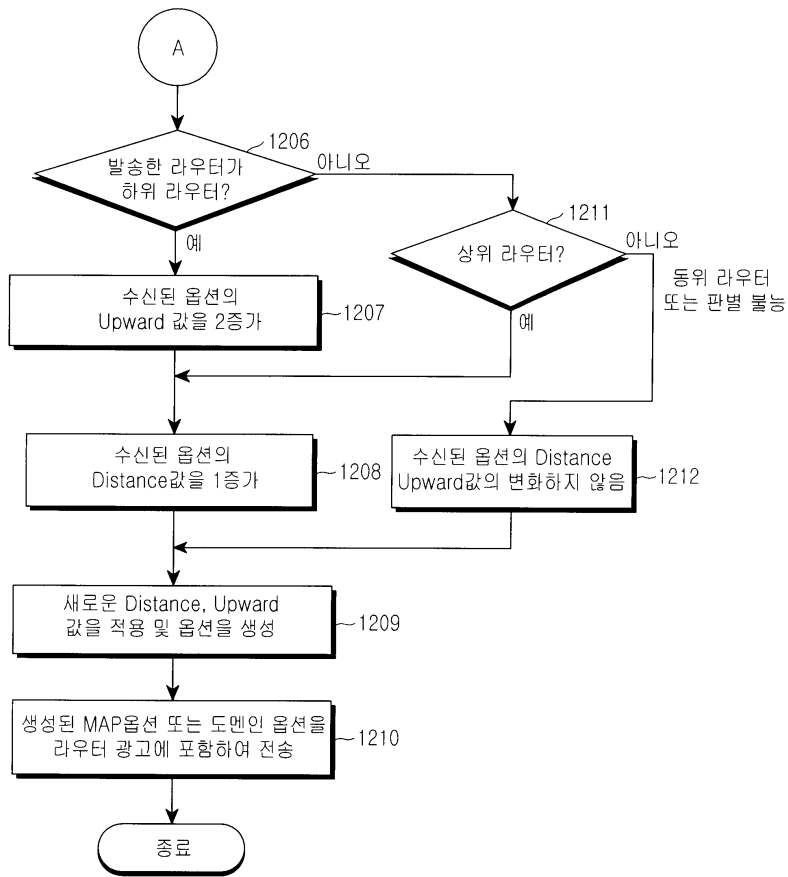 A
1206
발송한 라우터가
하위 라우터?
아니오
예
1211
상위 라우터?
아니오
예
동위 라우터
또는 판별 불능
수신된 옵션의
Upward 값을 2증가
1207
수신된 옵션의
Distance값을 1증가
1208
수신된 옵션의 Distance
Upward값의 변화하지 않음
1212
새로운 Distance, Upward
값을 적용 및 옵션을 생성
1209
생성된 MAP옵션 또는 도메인 옵션을
라우터 광고에 포함하여 전송
1210
종료